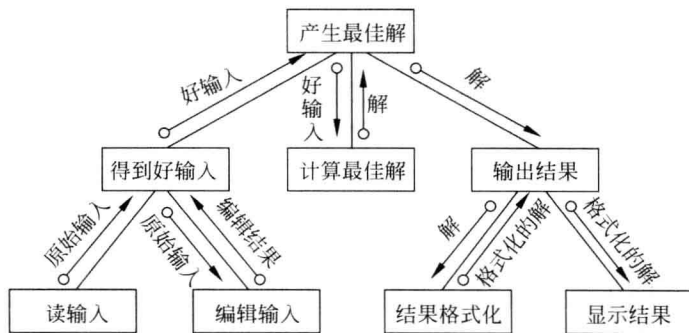 产生最佳解
好输入
好输入
解
解
得到好输入
计算最佳解
输出结果
原始输入
原始输入
编辑结果
解
格式化的解
格式化的解
读输入
编辑输入
结果格式化
显示结果